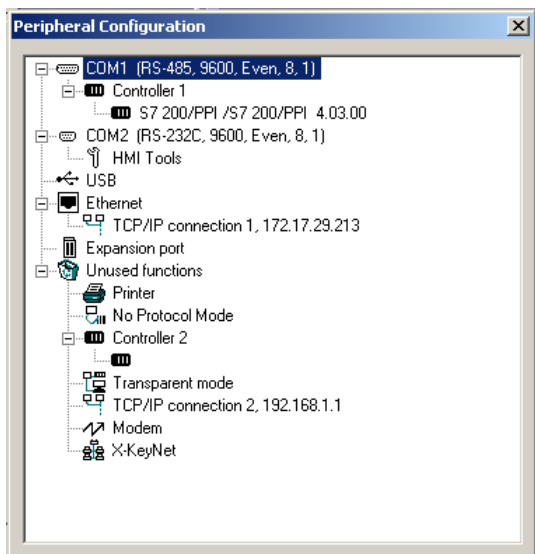 Peripheral Configuration
COM1 (RS-485, 9600, Even, 8, 1)
Controller 1
S7 200/PPI /S7 200/PPI 4.03.00
COM2 (RS-232C, 9600, Even, 8, 1)
HMI Tools
USB
Ethernet
TCP/IP connection 1, 172.17.29.213
Expansion port
Unused functions
Printer
No Protocol Mode
Controller 2
Transparent mode
TCP/IP connection 2, 192.168.1.1
Modem
X-KeyNet